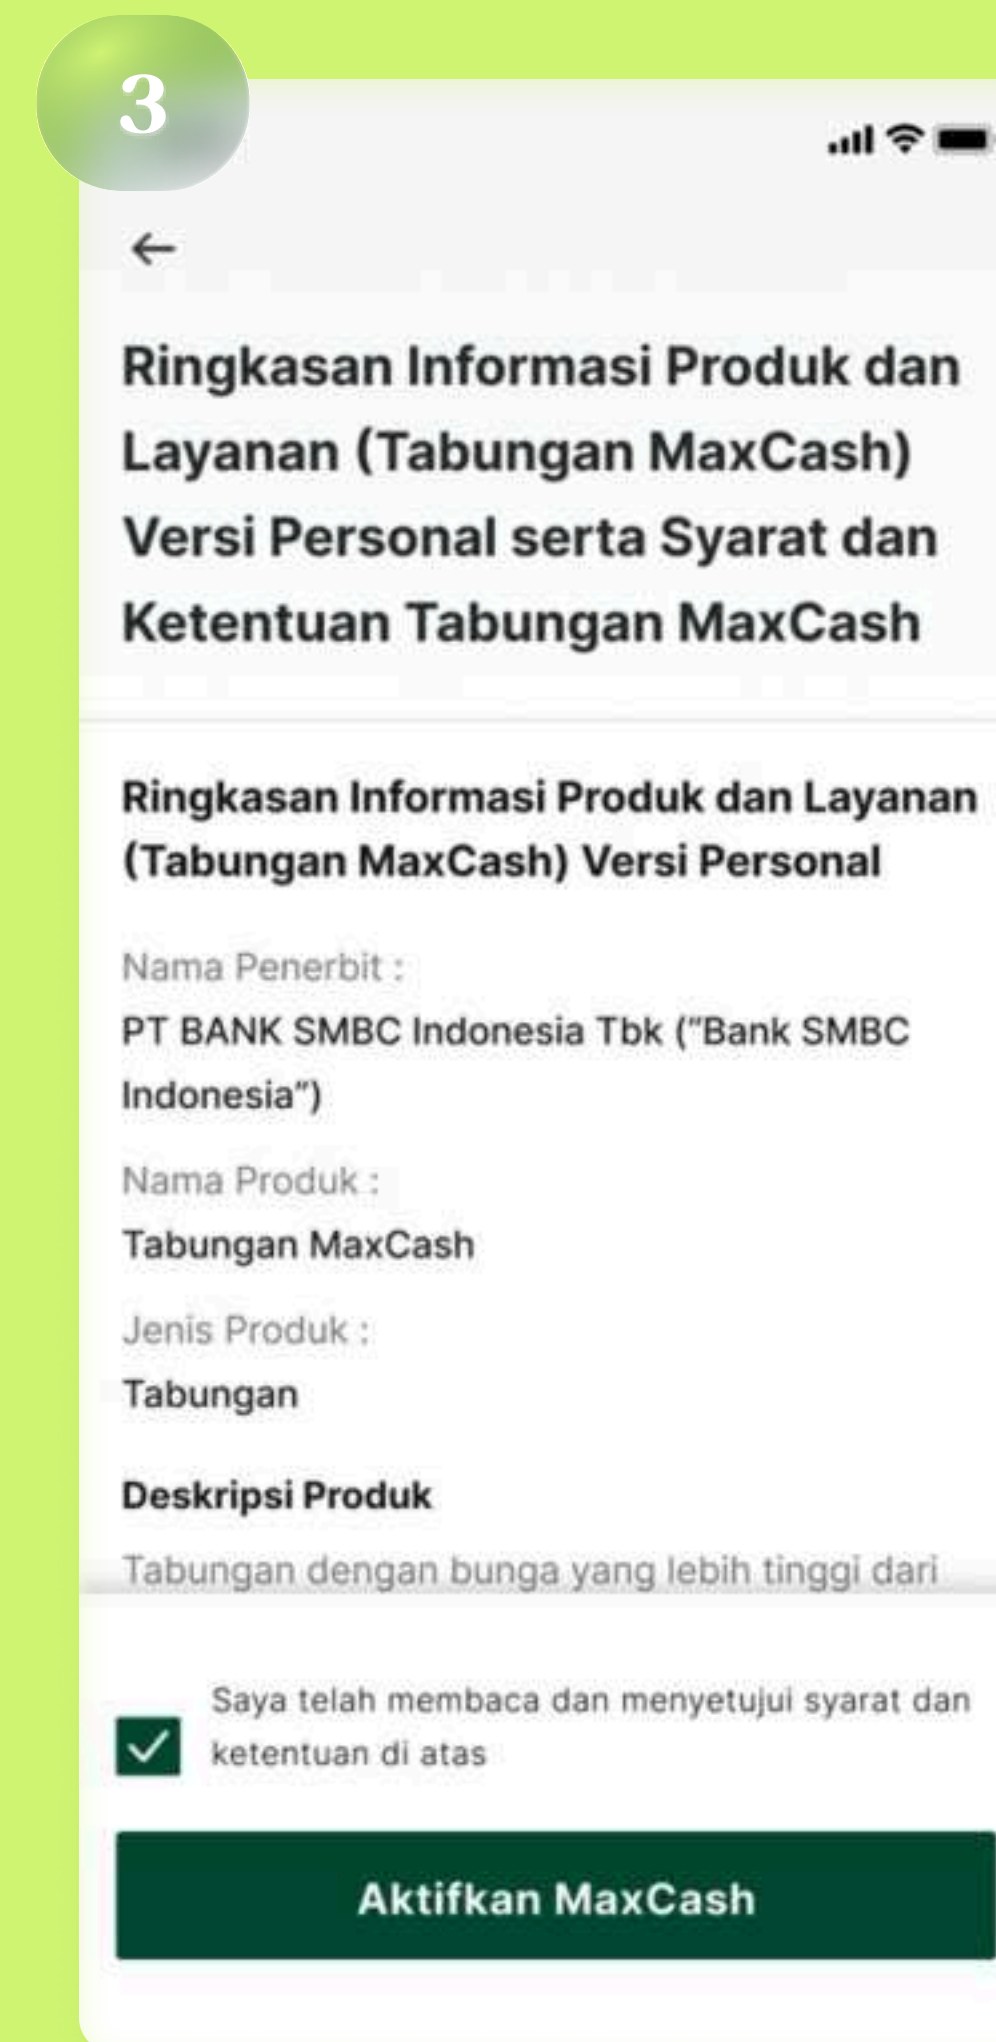 3
Ringkasan Informasi Produk dan
Layanan (Tabungan MaxCash)
Versi Personal serta Syarat dan
Ketentuan Tabungan MaxCash
Ringkasan Informasi Produk dan Layanan
(Tabungan MaxCash) Versi Personal
Nama Penerbit :
PT BANK SMBC Indonesia Tbk ("Bank SMBC
Indonesia")
Nama Produk :
Tabungan MaxCash
Jenis Produk :
Tabungan
Deskripsi Produk
Tabungan dengan bunga yang lebih tinggi dari
Saya telah membaca dan menyetujui syarat dan
ketentuan di atas
Aktifkan MaxCash